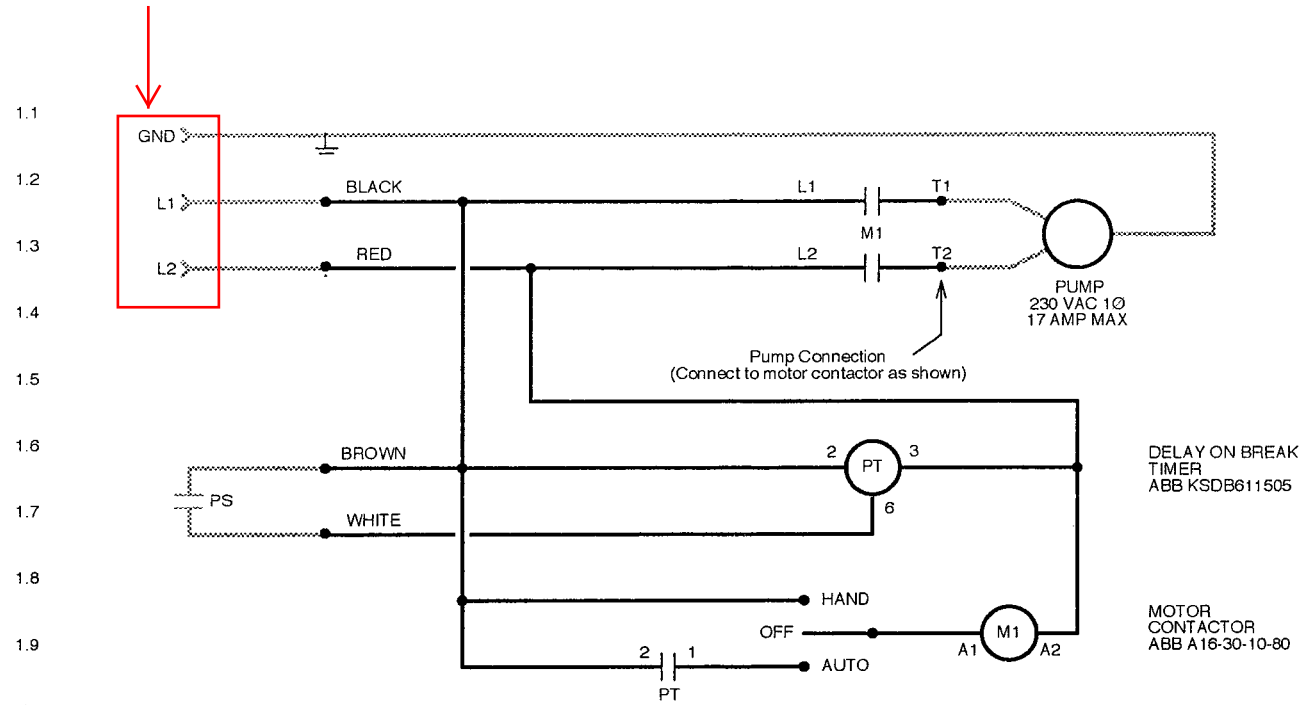 1.1
GND
1.2
BLACK
L1
T1
L1
M1
1.3
RED
L2
T2
L2
PUMP
230 VAC 1Ø
17 AMP MAX
1.4
Pump Connection
(Connect to motor contactor as shown)
1.5
1.6
BROWN
2
PT
3
DELAY ON BREAK
TIMER
ABB KSDB611505
PS
6
1.7
WHITE
1.8
HAND
MOTOR
CONTACTOR
ABB A16-30-10-80
OFF
M1
A1
A2
1.9
2
1
AUTO
PT